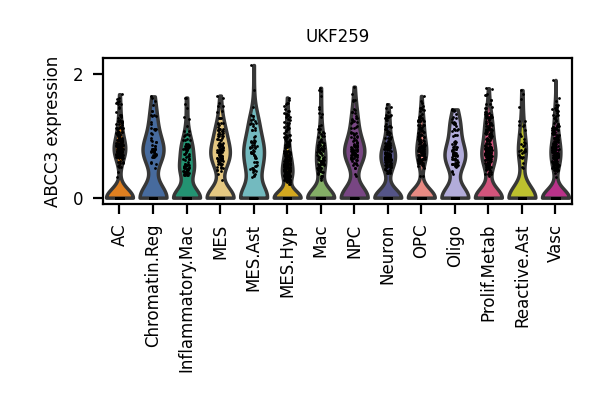 UKF259
ABCC3 expression
2
0
AC
Chromatin.Reg
Inflammatory.Mac
MES
MES.Ast
MES.Hyp
Mac
NPC
Neuron
OPC
Oligo
Prolif.Metab
Reactive.Ast
Vasc